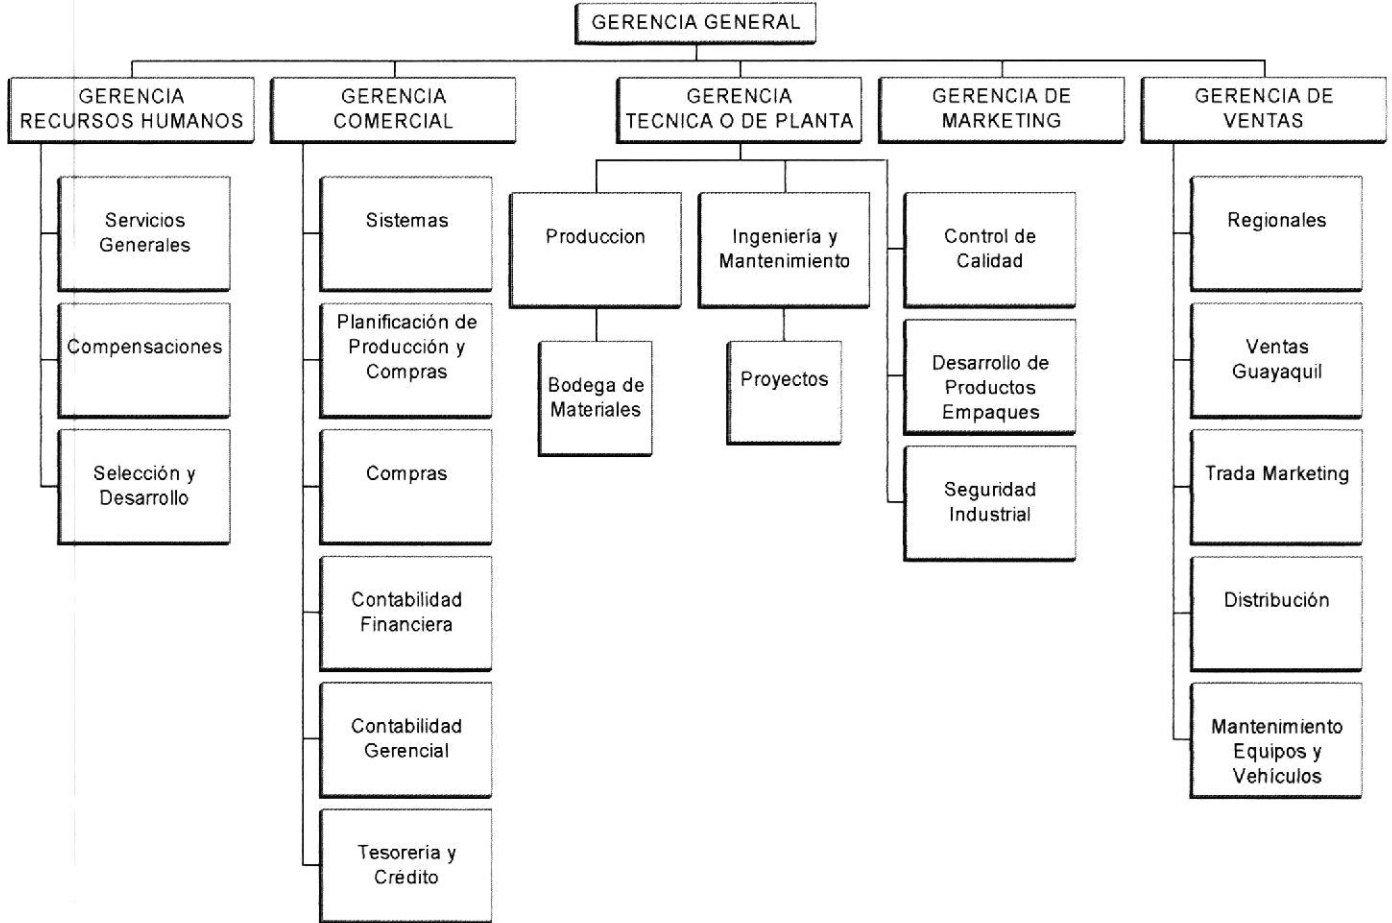 GERENCIA GENERAL
GERENCIA
RECURSOS HUMANOS
GERENCIA
COMERCIAL
GERENCIA
TECNICA O DE PLANTA
GERENCIA DE
MARKETING
GERENCIA DE
VENTAS
Servicios
Generales
Compensaciones
Selección y
Desarrollo
Sistemas
Planificación de
Producción y
Compras
Compras
Contabilidad
Financiera
Contabilidad
Gerencial
Tesorería y
Crédito
Produccion
Bodega de
Materiales
Ingeniería y
Mantenimiento
Proyectos
Control de
Calidad
Desarrollo de
Productos
Empaques
Seguridad
Industrial
Regionales
Ventas
Guayaquil
Trada Marketing
Distribución
Mantenimiento
Equipos y
Vehículos